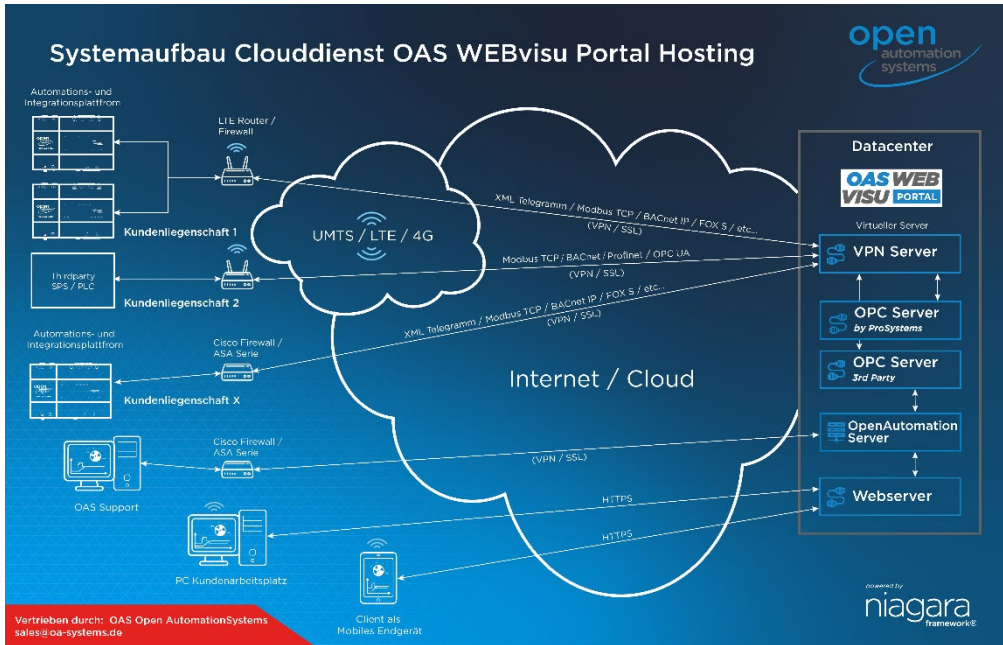 Systemaufbau Clouddienst OAS WEBvisu Portal Hosting
open
automation
systems
Automations- und
Integrationsplattfrom
LTE Router /
Firewall
Kundenliegenschaft 1
UMTS / LTE / 4G
XML Telegramm / Modbus TCP / BACnet IP / FOX S / etc...
(VPN / SSL)
Thirdparty
SPS / PLC
Kundenliegenschaft 2
Modbus TCP / BACnet / Profinet / OPC UA
(VPN / SSL)
XML Telegramm / Modbus TCP / BACnet IP / FOX S / etc...
(VPN / SSL)
Automations- und
Integrationsplattfrom
Cisco Firewall /
ASA Serie
Kundenliegenschaft X
Internet / Cloud
Cisco Firewall /
ASA Serie
(VPN / SSL)
OAS Support
HTTPS
PC Kundenarbeitsplatz
HTTPS
Client als
Mobiles Endgerät
Datacenter
OAS WEB
VISU PORTAL
Virtueller Server
VPN Server
OPC Server
by ProSystems
OPC Server
3rd Party
OpenAutomation
Server
Webserver
Vertrieben durch: OAS Open AutomationSystems
sales@oa-systems.de
powered by
niagara
framework®